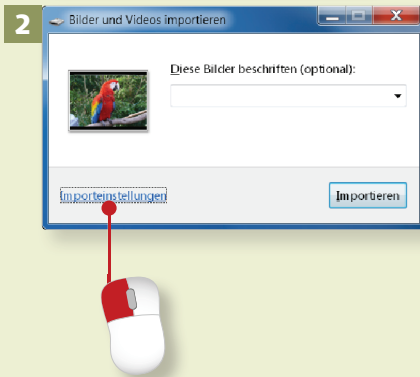 2
Bilder und Videos importieren
Diese Bilder beschriften (optional):
Importeinstellungen
Importieren